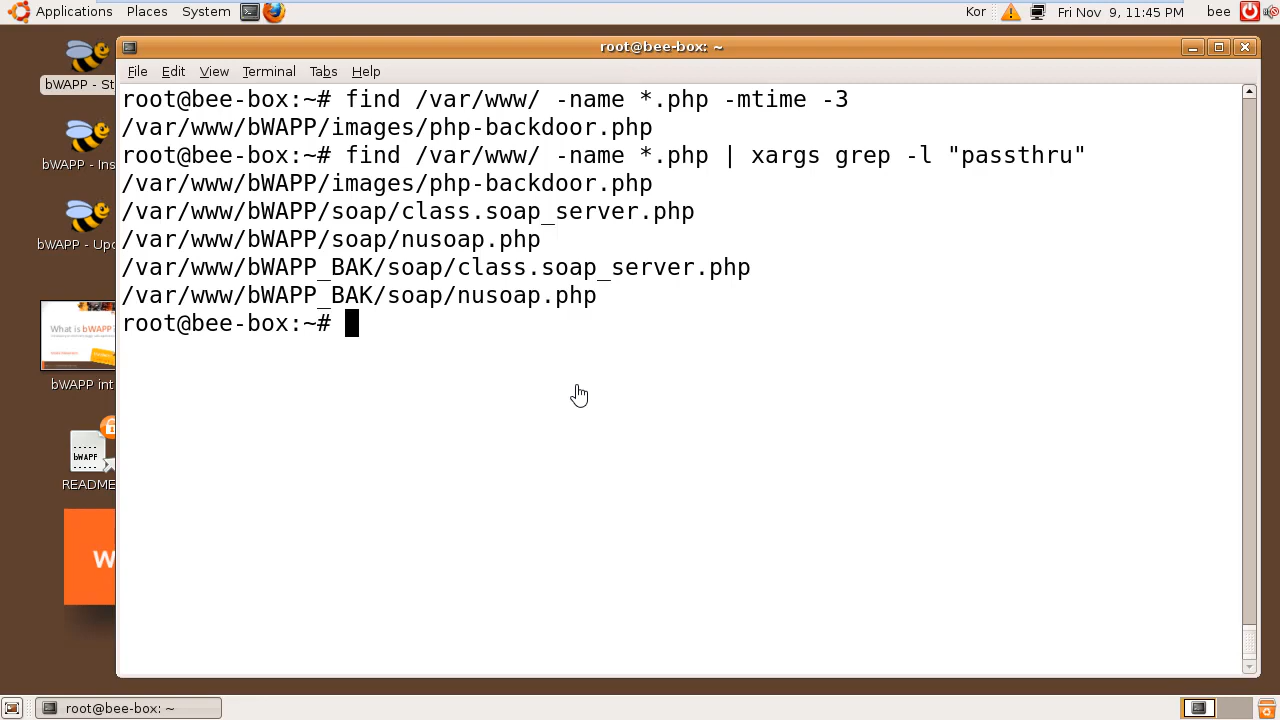 Applications Places System Kor Fri Nov 9, 11:45 PM bee
root@bee-box: ~
File Edit View Terminal Tabs Help
root@bee-box:~# find /var/www/ -name *.php -mtime -3
/var/www/bWAPP/images/php-backdoor.php
root@bee-box:~# find /var/www/ -name *.php | xargs grep -l "passthru"
/var/www/bWAPP/images/php-backdoor.php
/var/www/bWAPP/soap/class.soap_server.php
/var/www/bWAPP/soap/nusoap.php
/var/www/bWAPP_BAK/soap/class.soap_server.php
/var/www/bWAPP_BAK/soap/nusoap.php
root@bee-box:~#
bWAPP - St
bWAPP - Ins
bWAPP - Upd
What is bWAPP?
bWAPP int
bWAPP
README
W
root@bee-box: ~